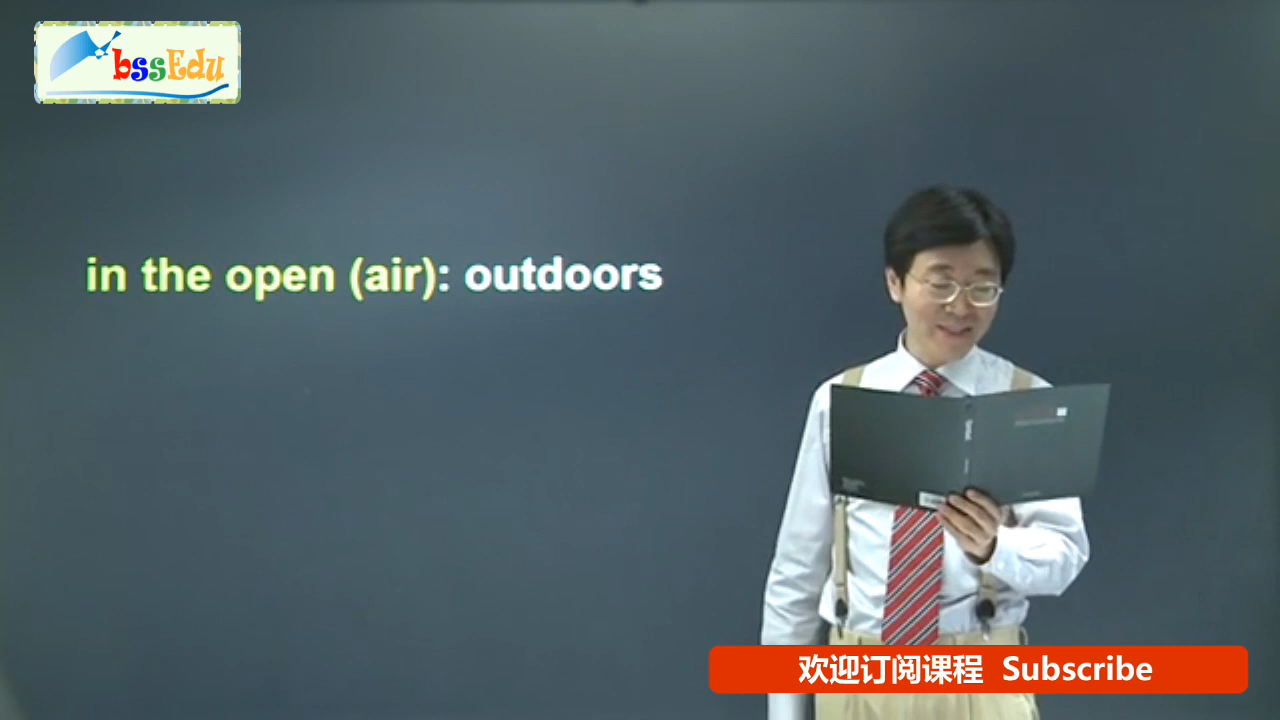 bssEdu
in the open (air): outdoors
欢迎订阅课程 Subscribe